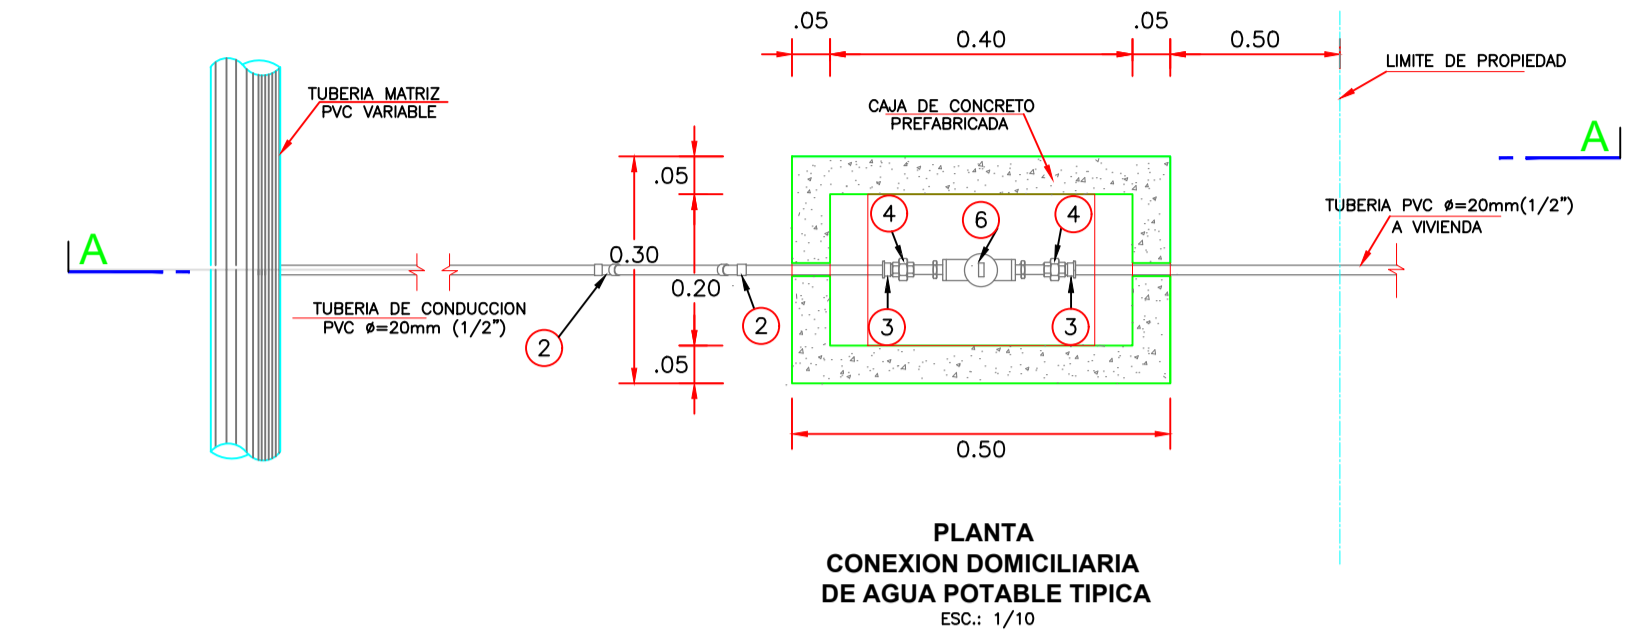 .05
.05
0.40
0.50
LIMITE DE PROPIEDAD
TUBERIA MATRIZ
PVC VARIABLE
CAJA DE CONCRETO
PREFABRICADA
A
A
.05
4
6
4
TUBERIA PVC ø=20mm(1/2")
A VIVIENDA
0.30
0.20
TUBERIA DE CONDUCCION
PVC ø=20mm (1/2")
2
2
3
3
.05
0.50
PLANTA
CONEXION DOMICILIARIA
DE AGUA POTABLE TIPICA
ESC.: 1/10